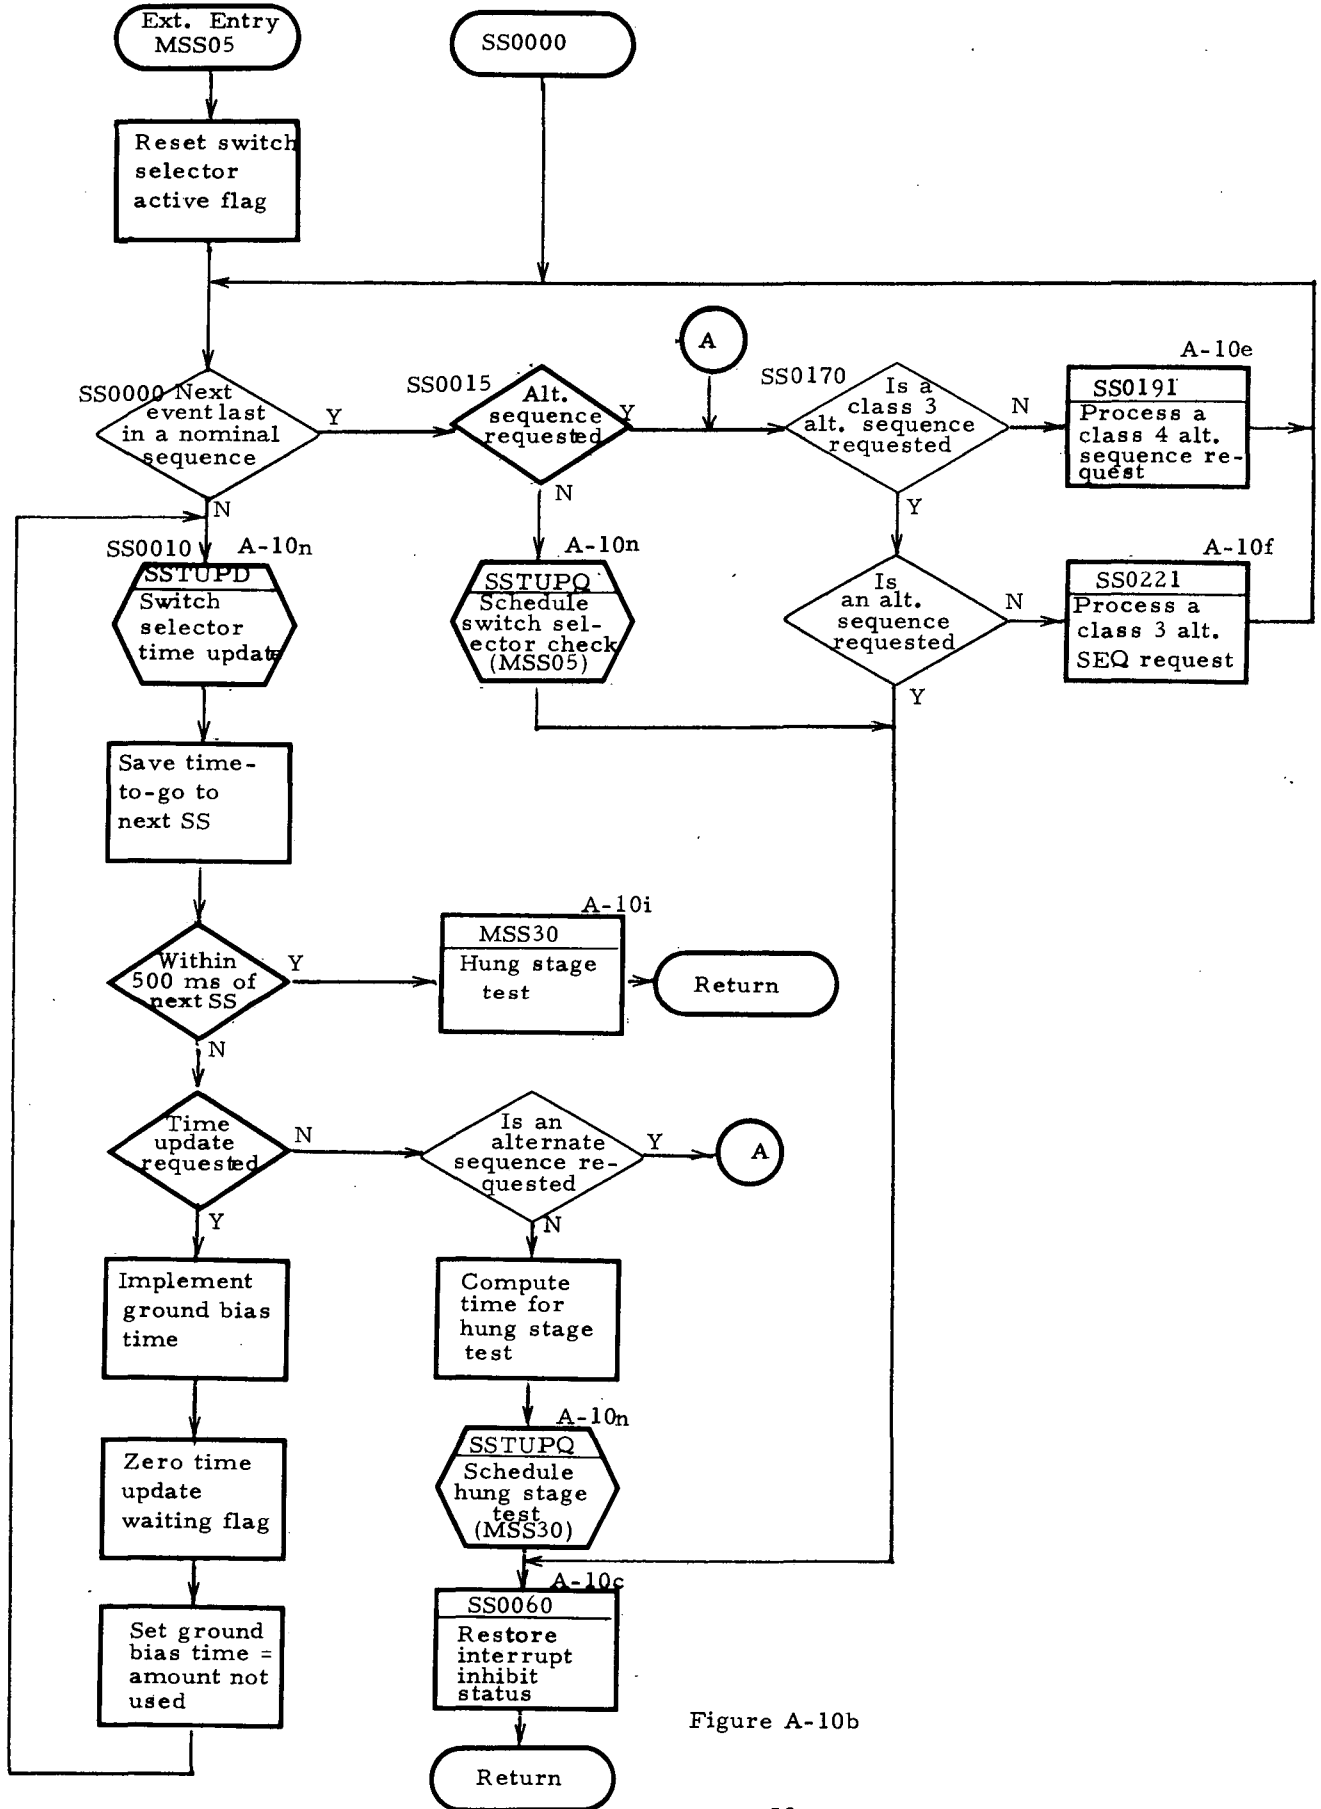 Ext. Entry
MSS05
SS0000
Reset switch
selector
active flag
A
A-10e
SS0000
Next
event last
in a nominal
sequence
Y
N
SS0015
Alt.
sequence
requested
Y
N
SS0170
Is a
class 3
alt. sequence
requested
N
Y
SS0191
Process a
class 4 alt.
sequence re-
quest
SS0010
A-10n
SSTUPD
Switch
selector
time update
A-10n
SSTUPQ
Schedule
switch sel-
ector check
(MSS05)
Is
an alt.
sequence
requested
N
Y
A-10f
SS0221
Process a
class 3 alt.
SEQ request
Save time-
to-go to
next SS
Within
500 ms of
next SS
Y
N
A-10i
MSS30
Hung stage
test
Return
Time
update
requested
N
Y
Is an
alternate
sequence re-
quested
Y
N
A
Implement
ground bias
time
Compute
time for
hung stage
test
Zero time
update
waiting flag
A-10n
SSTUPQ
Schedule
hung stage
test
(MSS30)
Set ground
bias time =
amount not
used
A-10c
SS0060
Restore
interrupt
inhibit
status
Return
Figure A-10b